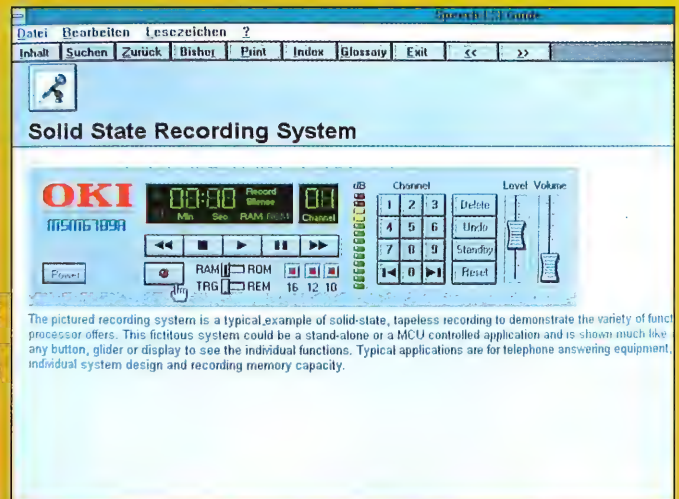 Speech LSI Guide
Datei Bearbeiten Lesezeichen ?
Inhalt Suchen Zurück Bisher Print Index Glossary Exit << >>
Solid State Recording System
OKI
MSM6789A
00:00 Record
Silence
Min Sec RAM ROM
Channel
dB
Channel
Level Volume
1 2 3 Delete
4 5 6 Undo
7 8 9 Standby
0 Reset
Power
RAM ROM
TRG REM
16 12 10
The pictured recording system is a typical example of solid-state, tapeless recording to demonstrate the variety of funct
processor offers. This fictitous system could be a stand-alone or a MCU controlled application and is shown much like
any button, glider or display to see the individual functions. Typical applications are for telephone answering equipment,
individual system design and recording memory capacity.